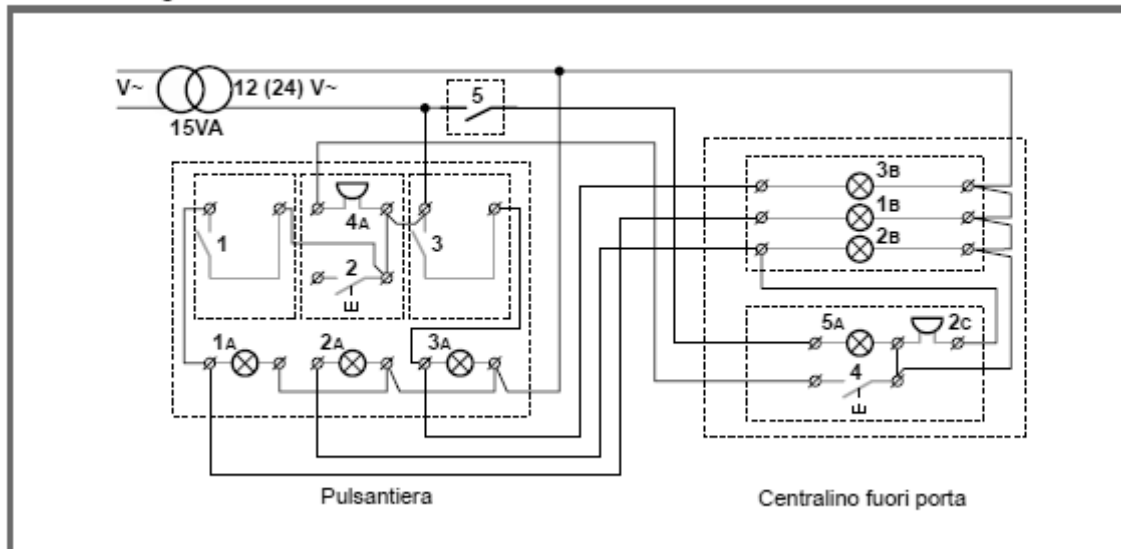 V~ 12 (24) V~ 5
15VA
3B
4A 1B
1 3 2B
2
5A 2C
1A 2A 3A
4
Pulsantiera Centralino fuori porta